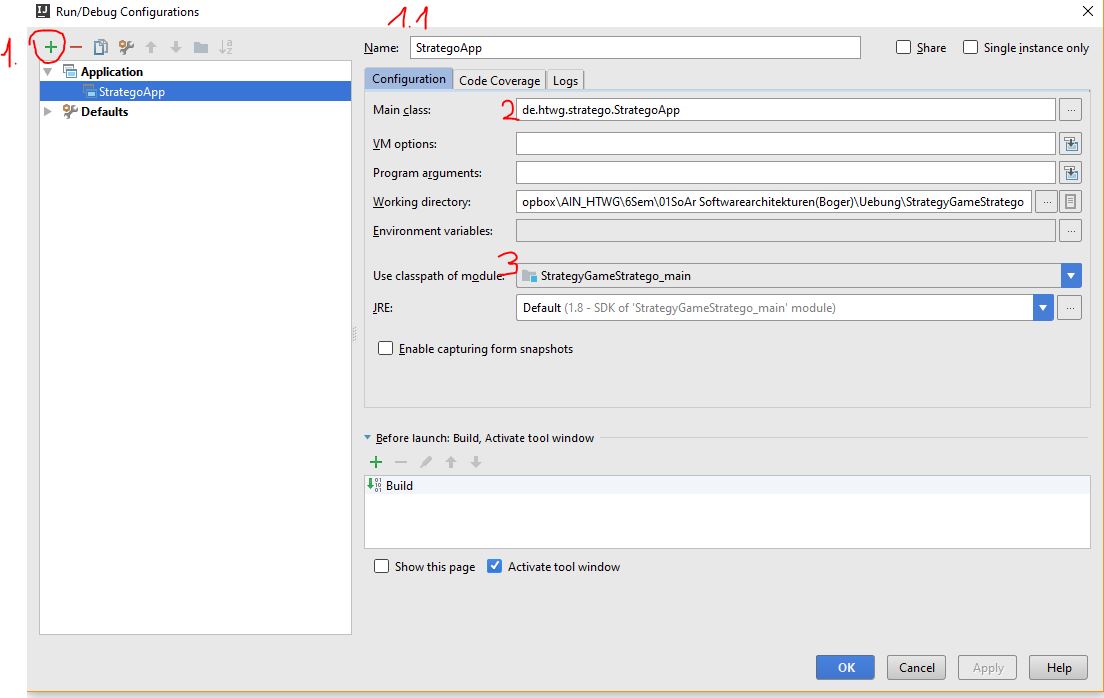 IJ Run/Debug Configurations
1.1
1.
Name: StrategoApp Share Single instance only
Application
StrategoApp
Defaults
Configuration Code Coverage Logs
Main class: 2 de.htwg.stratego.StrategoApp ...
VM options:
Program arguments:
Working directory: opbox\AIN_HTWG\6Sem\01SoAr Softwarearchitekturen(Boger)\Uebung\StrategyGameStratego ...
Environment variables: ...
3
Use classpath of module: StrategyGameStratego_main
JRE: Default (1.8 - SDK of 'StrategyGameStratego_main' module) ...
Enable capturing form snapshots
Before launch: Build, Activate tool window
Build
Show this page Activate tool window
OK Cancel Apply Help